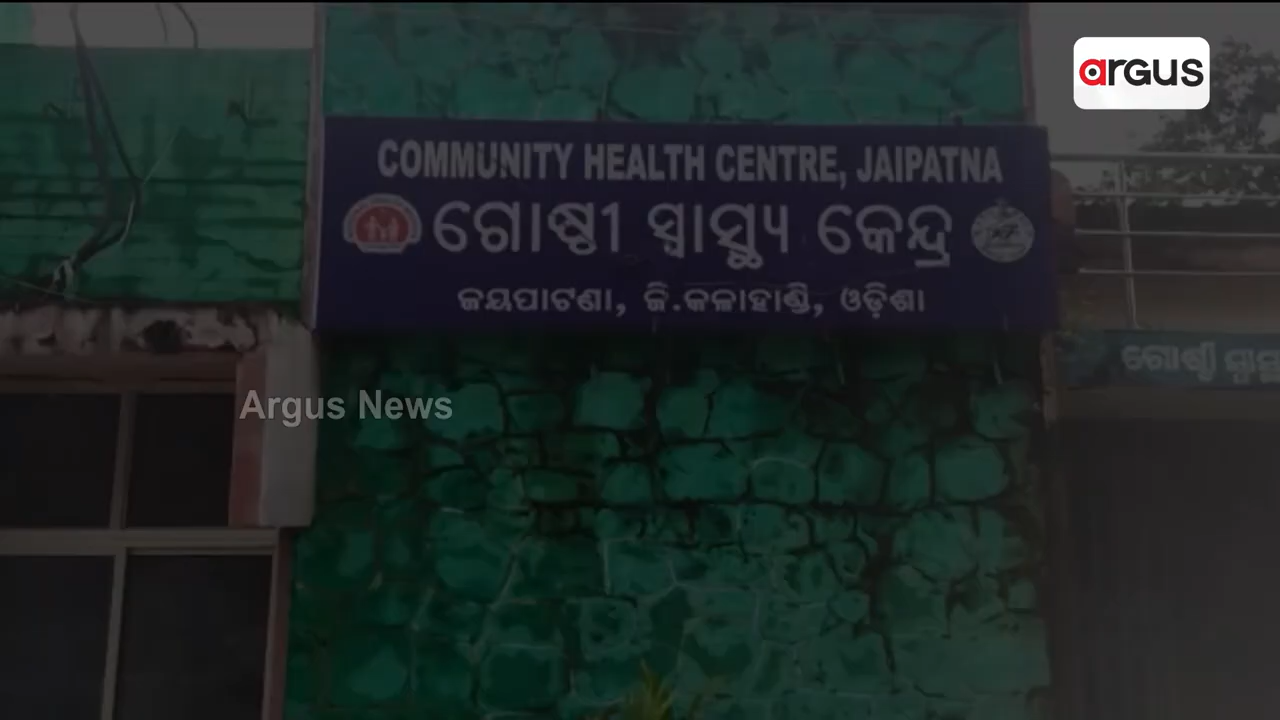 argus
COMMUNITY HEALTH CENTRE, JAIPATNA
ଗୋଷ୍ଠୀ ସ୍ୱାସ୍ଥ୍ୟ କେନ୍ଦ୍ର
ଜୟପାଟଣା, ଜି.କଳାହାଣ୍ଡି, ଓଡ଼ିଶା
ଗୋଷ୍ଠୀ
Argus News